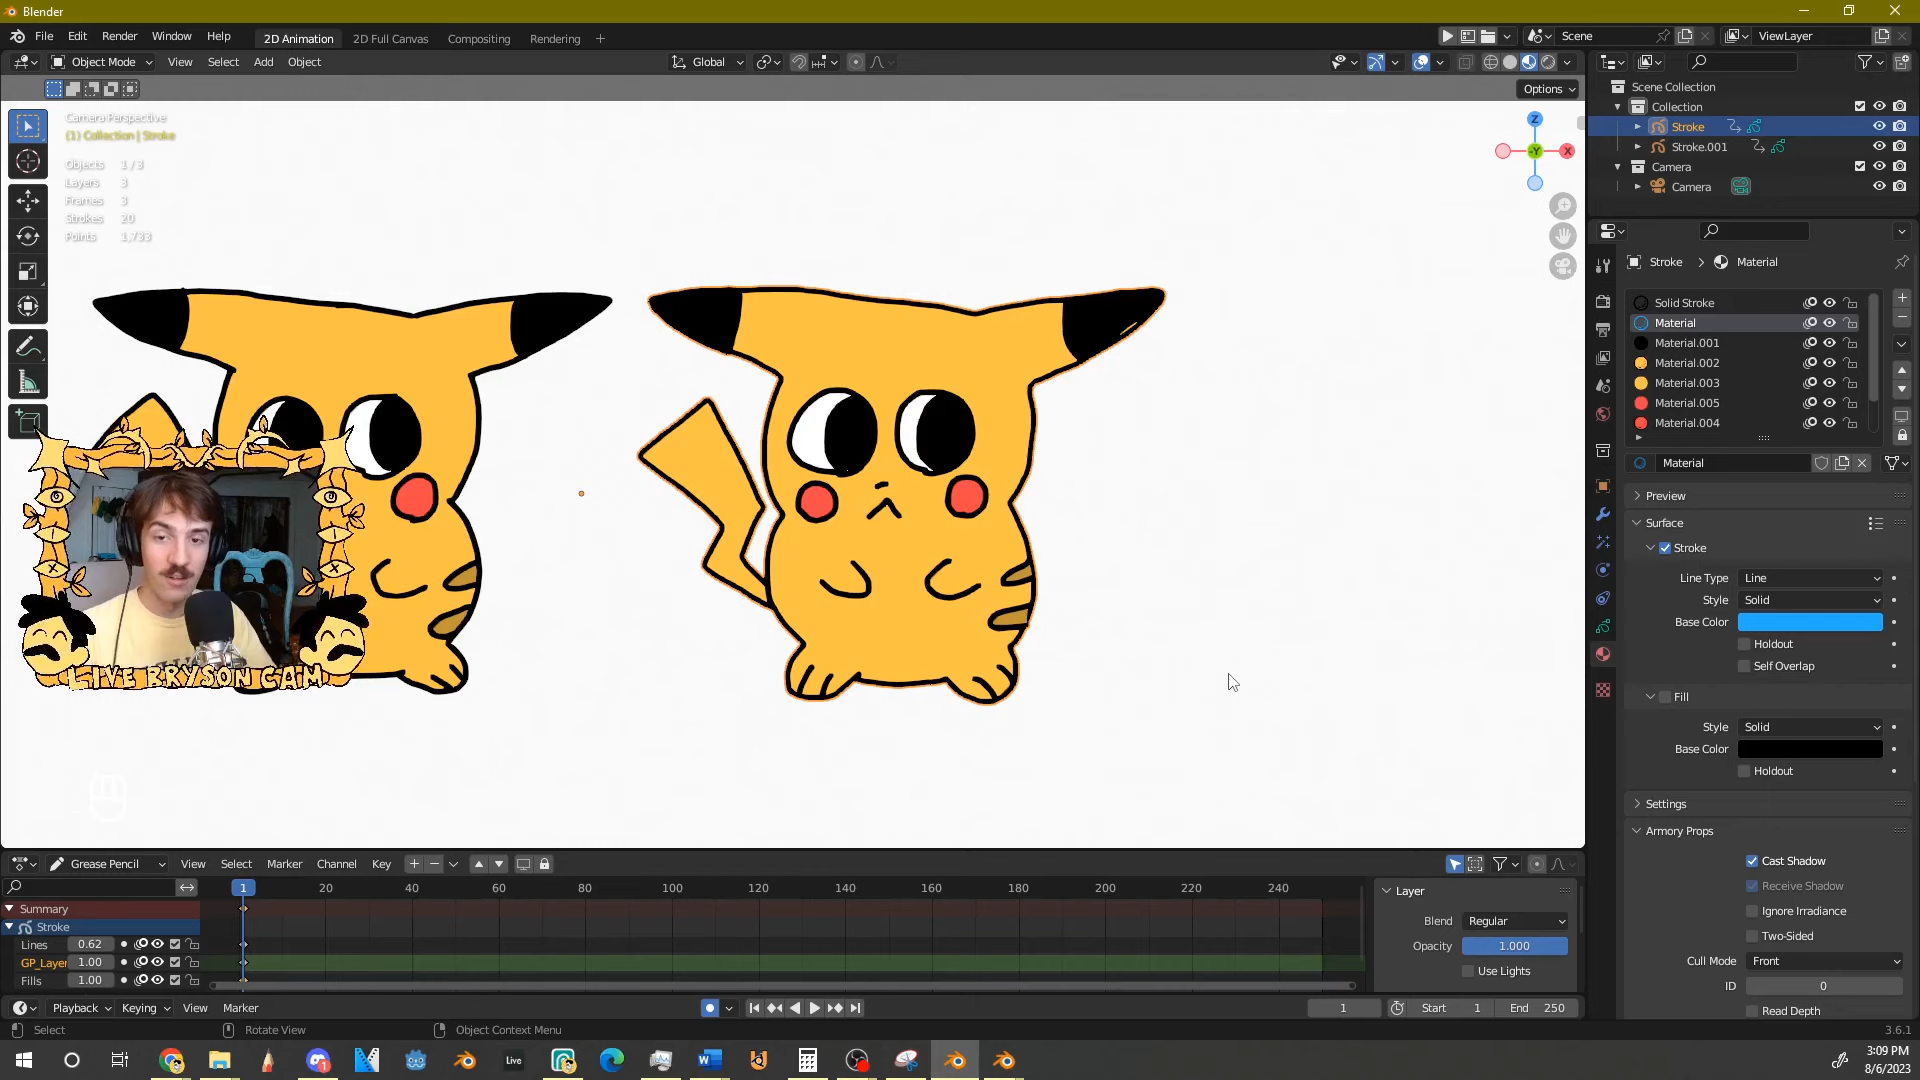 Blender
File Edit Render Window Help 2D Animation 2D Full Canvas Compositing Rendering + Scene ViewLayer
Object Mode View Select Add Object Global
Options
Camera Perspective
(1) Collection | Stroke
Objects 1/3
Layers 3
Frames 3
Strokes 20
Points 1,733
Z
-Y X
Scene Collection
Collection
Stroke
Stroke.001
Camera
Camera
Stroke > Material
Solid Stroke
Material
Material.001
Material.002
Material.003
Material.005
Material.004
Material
Preview
Surface
Stroke
Line Type Line
Style Solid
Base Color
Holdout
Self Overlap
Fill
Style Solid
Base Color
Holdout
Settings
Armory Props
Cast Shadow
Receive Shadow
Ignore Irradiance
Two-Sided
Cull Mode Front
ID 0
Read Depth
LIVE BRYSON CAM
Grease Pencil View Select Marker Channel Key
1 20 40 60 80 100 120 140 160 180 200 220 240
Summary
Stroke
Lines 0.62
GP_Layer 1.00
Fills 1.00
Layer
Blend Regular
Opacity 1.000
Use Lights
Playback Keying View Marker 1 Start 1 End 250
Select Rotate View Object Context Menu 3.6.1
Live
3:09 PM
8/6/2023